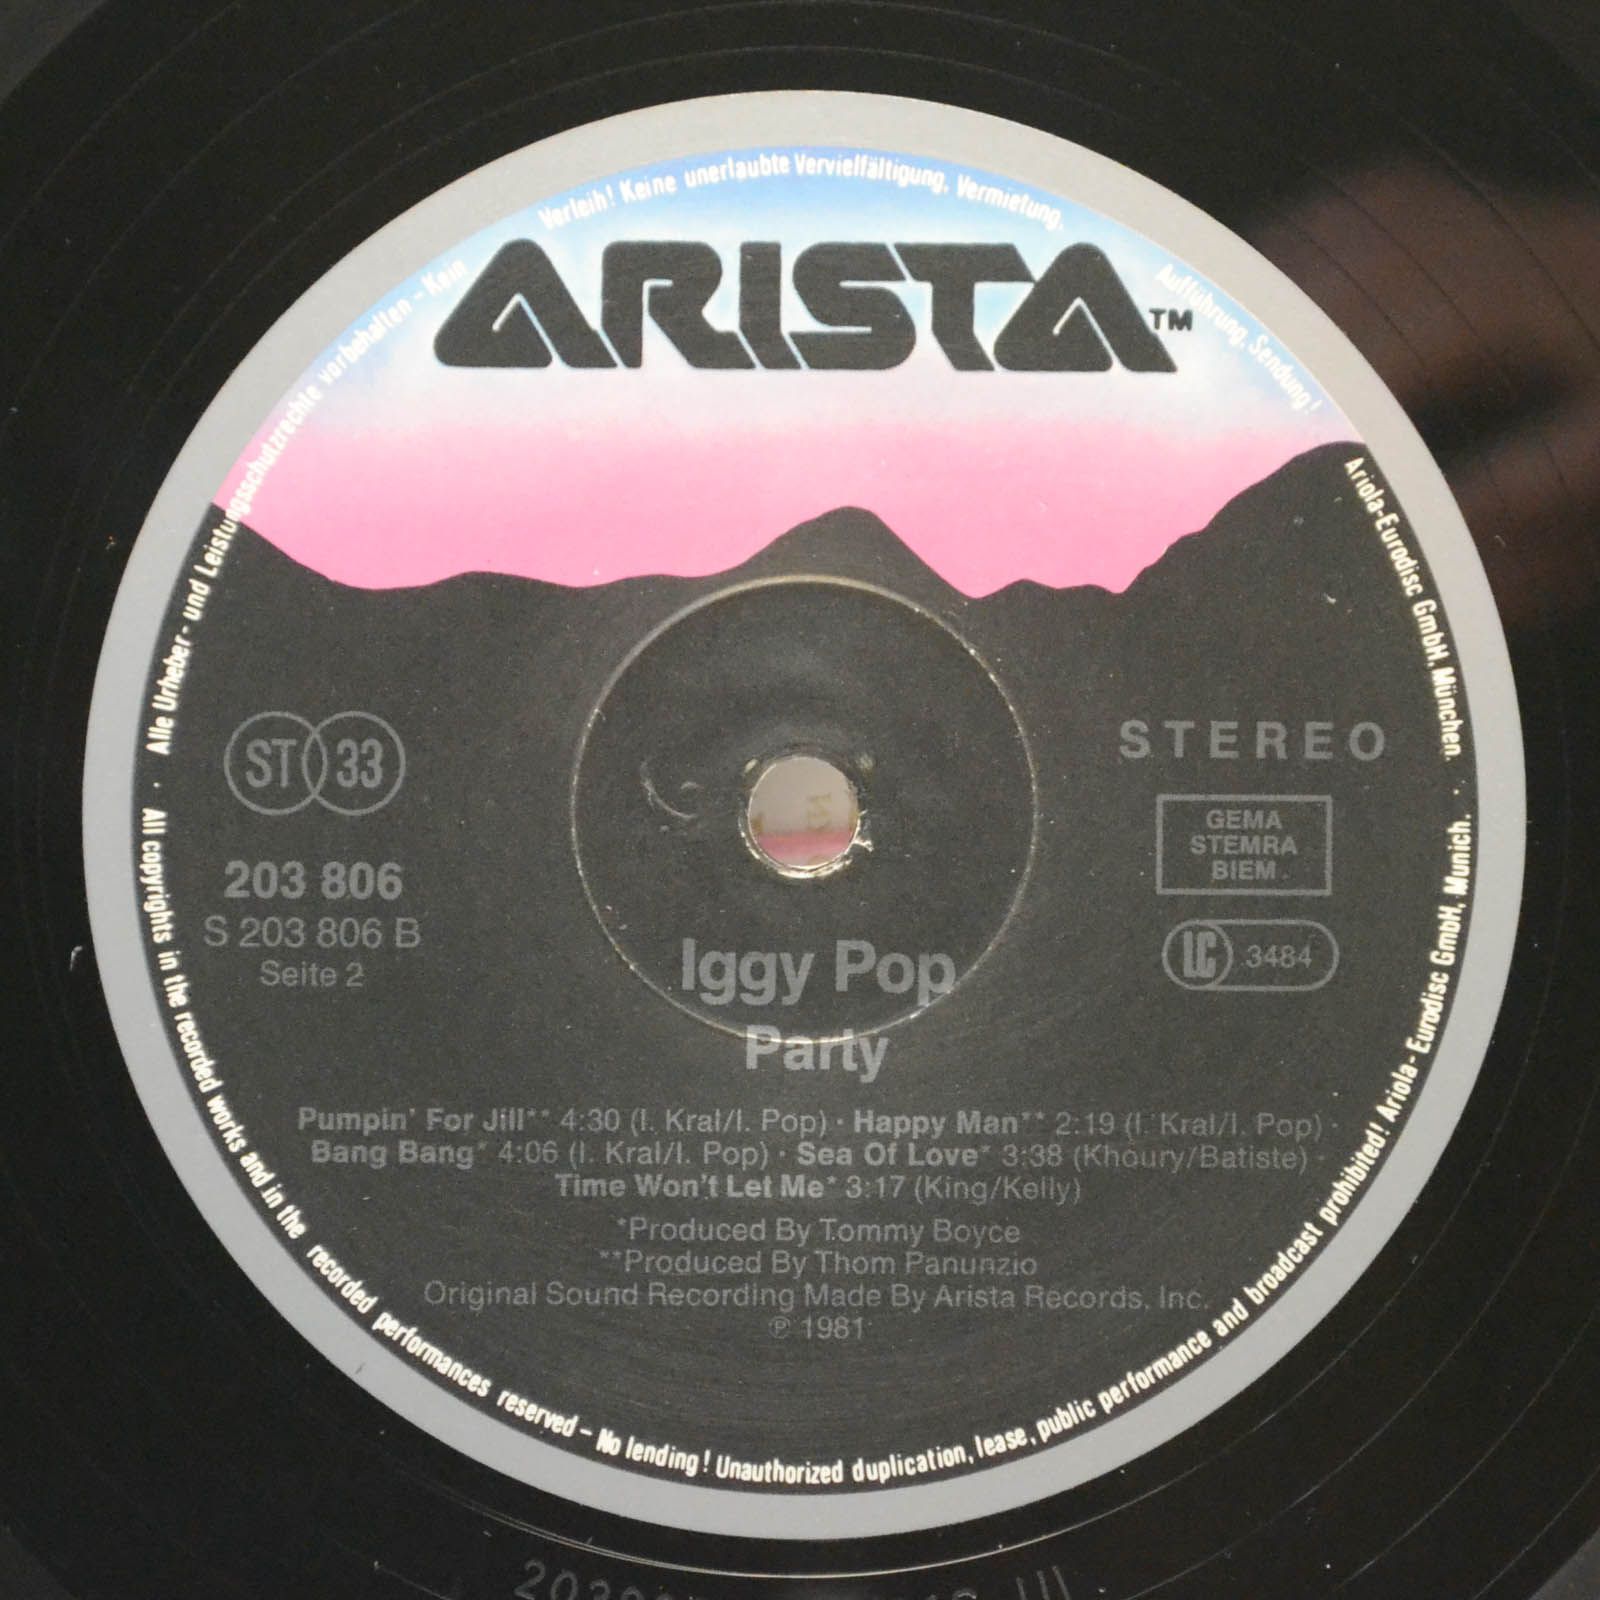 ARISTA™
Alle Urheber- und Leistungsschutzrechte vorbehalten - Kein Verleih! Keine unerlaubte Vervielfältigung, Vermietung, Aufführung, Sendung! Ariola-Eurodisc GmbH, München.
ST 33
STEREO
GEMA
STEMRA
BIEM
203 806
S 203 806 B
Seite 2
LC 3484
Iggy Pop
Party
Pumpin' For Jill** 4:30 (I. Kral/I. Pop) · Happy Man** 2:19 (I. Kral/I. Pop) ·
Bang Bang* 4:06 (I. Kral/I. Pop) · Sea Of Love* 3:38 (Khoury/Batiste) ·
Time Won't Let Me* 3:17 (King/Kelly)
*Produced By Tommy Boyce
**Produced By Thom Panunzio
Original Sound Recording Made By Arista Records, Inc.
℗ 1981
· All copyrights in the recorded works and in the recorded performances reserved – No lending! Unauthorized duplication, lease, public performance and broadcast prohibited! Ariola-Eurodisc GmbH, Munich. ·